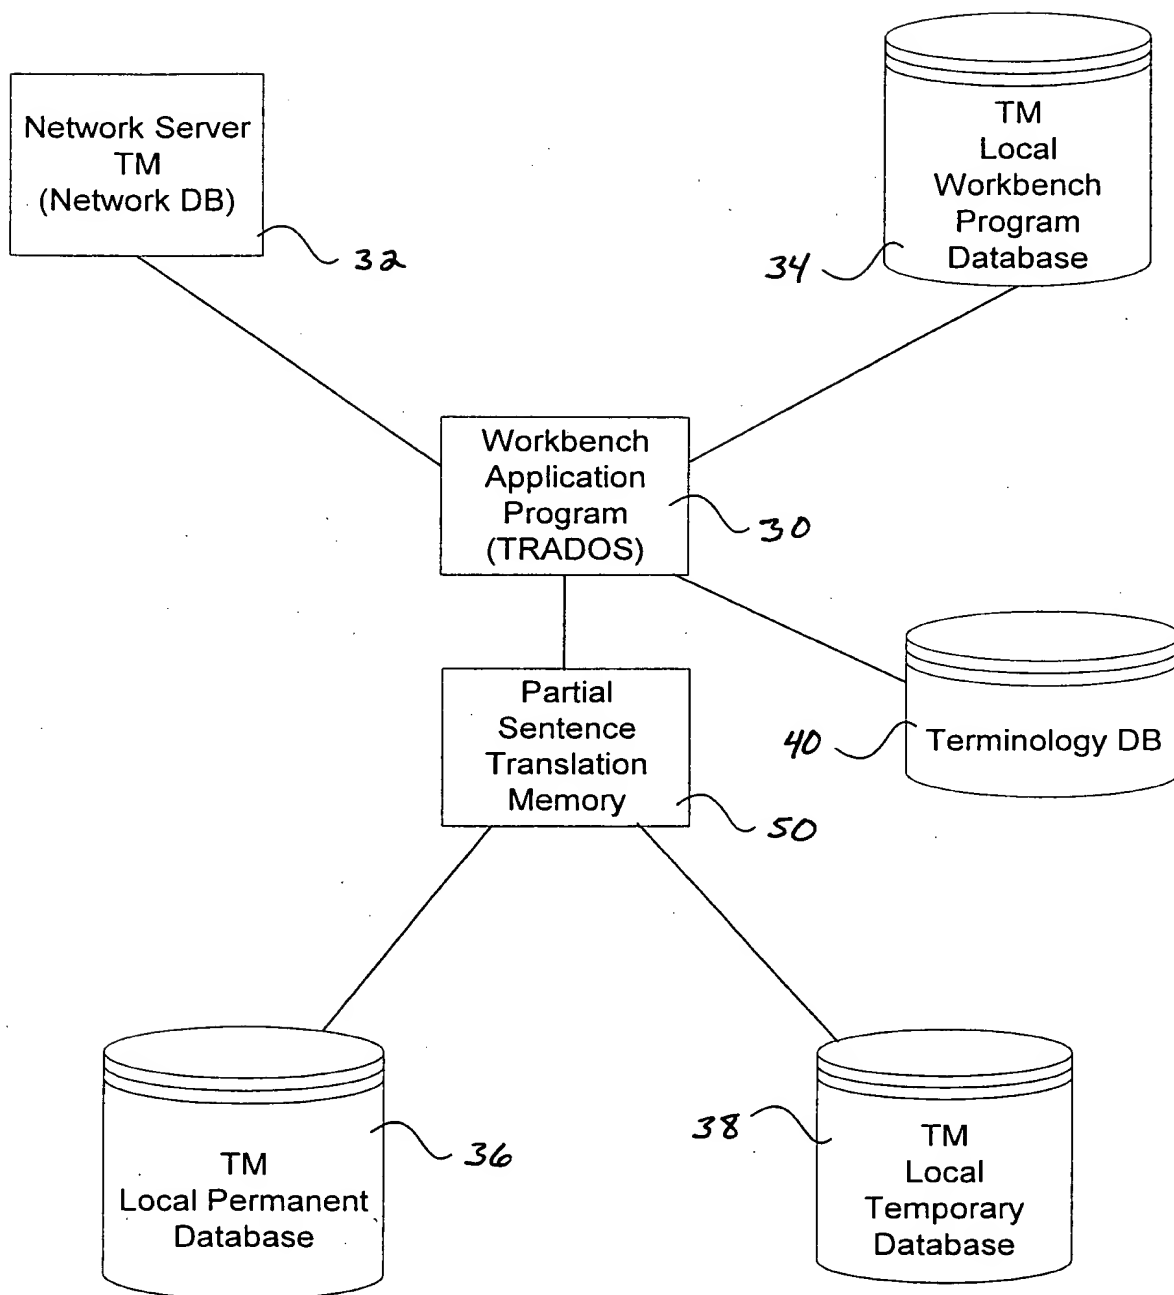 Network Server
TM
(Network DB)
32
TM
Local
Workbench
Program
Database
34
Workbench
Application
Program
(TRADOS)
30
Partial
Sentence
Translation
Memory
50
40
Terminology DB
TM
Local Permanent
Database
36
38
TM
Local
Temporary
Database